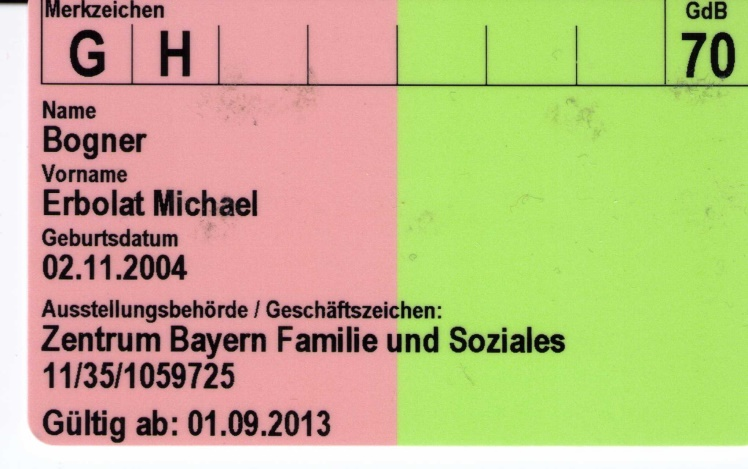 Merkzeichen GdB
G H 70
Name
Bogner
Vorname
Erbolat Michael
Geburtsdatum
02.11.2004
Ausstellungsbehörde / Geschäftszeichen:
Zentrum Bayern Familie und Soziales
11/35/1059725
Gültig ab: 01.09.2013